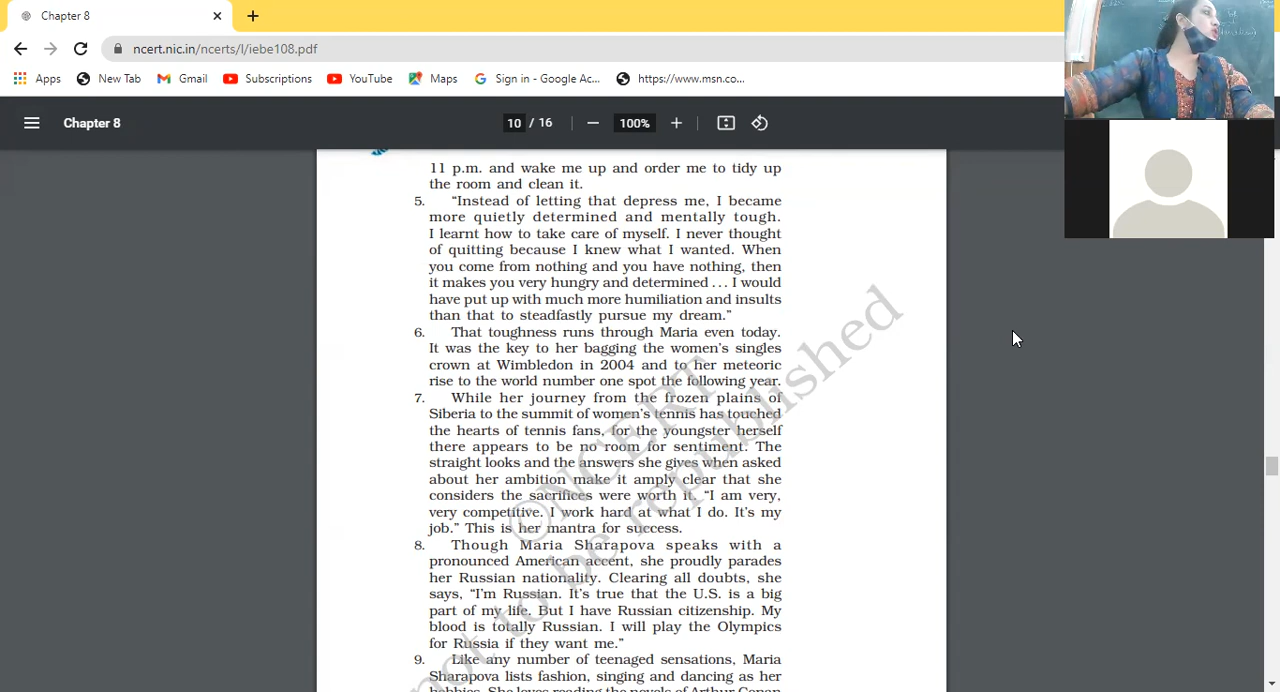 Chapter 8
ncert.nic.in/ncerts/l/iebe108.pdf
Apps New Tab Gmail Subscriptions YouTube Maps Sign in - Google Ac... https://www.msn.co...
Chapter 8 10 / 16 100%
11 p.m. and wake me up and order me to tidy up
the room and clean it.
5. “Instead of letting that depress me, I became
more quietly determined and mentally tough.
I learnt how to take care of myself. I never thought
of quitting because I knew what I wanted. When
you come from nothing and you have nothing, then
it makes you very hungry and determined ... I would
have put up with much more humiliation and insults
than that to steadfastly pursue my dream.”
6. That toughness runs through Maria even today.
It was the key to her bagging the women’s singles
crown at Wimbledon in 2004 and to her meteoric
rise to the world number one spot the following year.
7. While her journey from the frozen plains of
Siberia to the summit of women’s tennis has touched
the hearts of tennis fans, for the youngster herself
there appears to be no room for sentiment. The
straight looks and the answers she gives when asked
about her ambition make it amply clear that she
considers the sacrifices were worth it. “I am very,
very competitive. I work hard at what I do. It’s my
job.” This is her mantra for success.
8. Though Maria Sharapova speaks with a
pronounced American accent, she proudly parades
her Russian nationality. Clearing all doubts, she
says, “I’m Russian. It’s true that the U.S. is a big
part of my life. But I have Russian citizenship. My
blood is totally Russian. I will play the Olympics
for Russia if they want me.”
9. Like any number of teenaged sensations, Maria
Sharapova lists fashion, singing and dancing as her
hobbies. She loves reading the novels of Arthur Conan
©NCERT
not to be republished